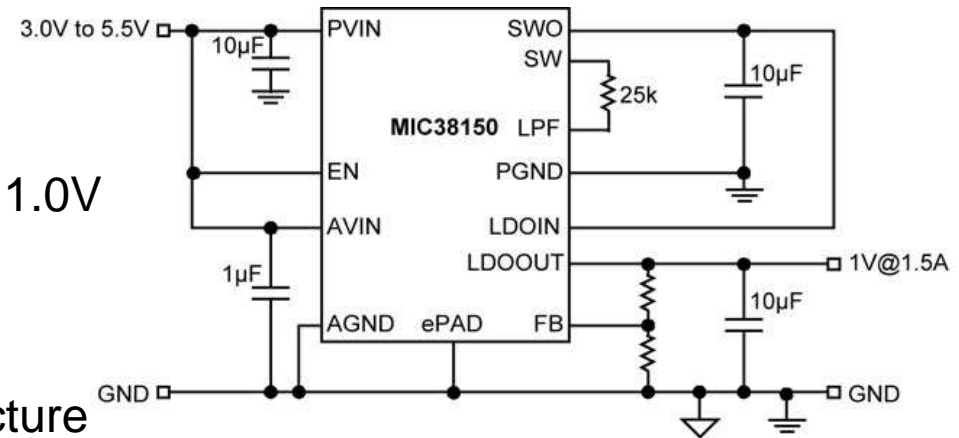 3.0V to 5.5V
PVIN
SWO
10µF
SW
10µF
25k
MIC38150
LPF
EN
PGND
1.0V
AVIN
LDOIN
LDOOUT
1V@1.5A
1µF
10µF
AGND
ePAD
FB
GND
GND
cture